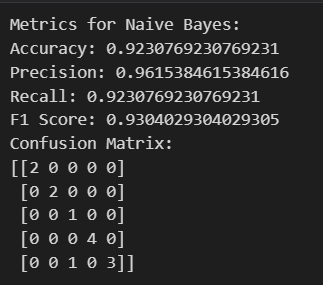 Metrics for Naive Bayes:
Accuracy: 0.9230769230769231
Precision: 0.9615384615384616
Recall: 0.9230769230769231
F1 Score: 0.9304029304029305
Confusion Matrix:
[[2 0 0 0 0]
 [0 2 0 0 0]
 [0 0 1 0 0]
 [0 0 0 4 0]
 [0 0 1 0 3]]